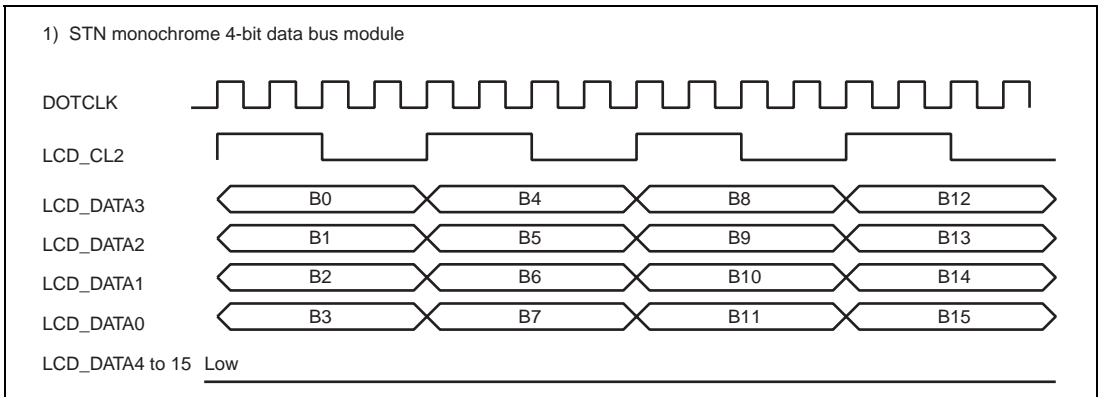 1) STN monochrome 4-bit data bus module
DOTCLK
LCD_CL2
LCD_DATA3 B0 B4 B8 B12
LCD_DATA2 B1 B5 B9 B13
LCD_DATA1 B2 B6 B10 B14
LCD_DATA0 B3 B7 B11 B15
LCD_DATA4 to 15 Low